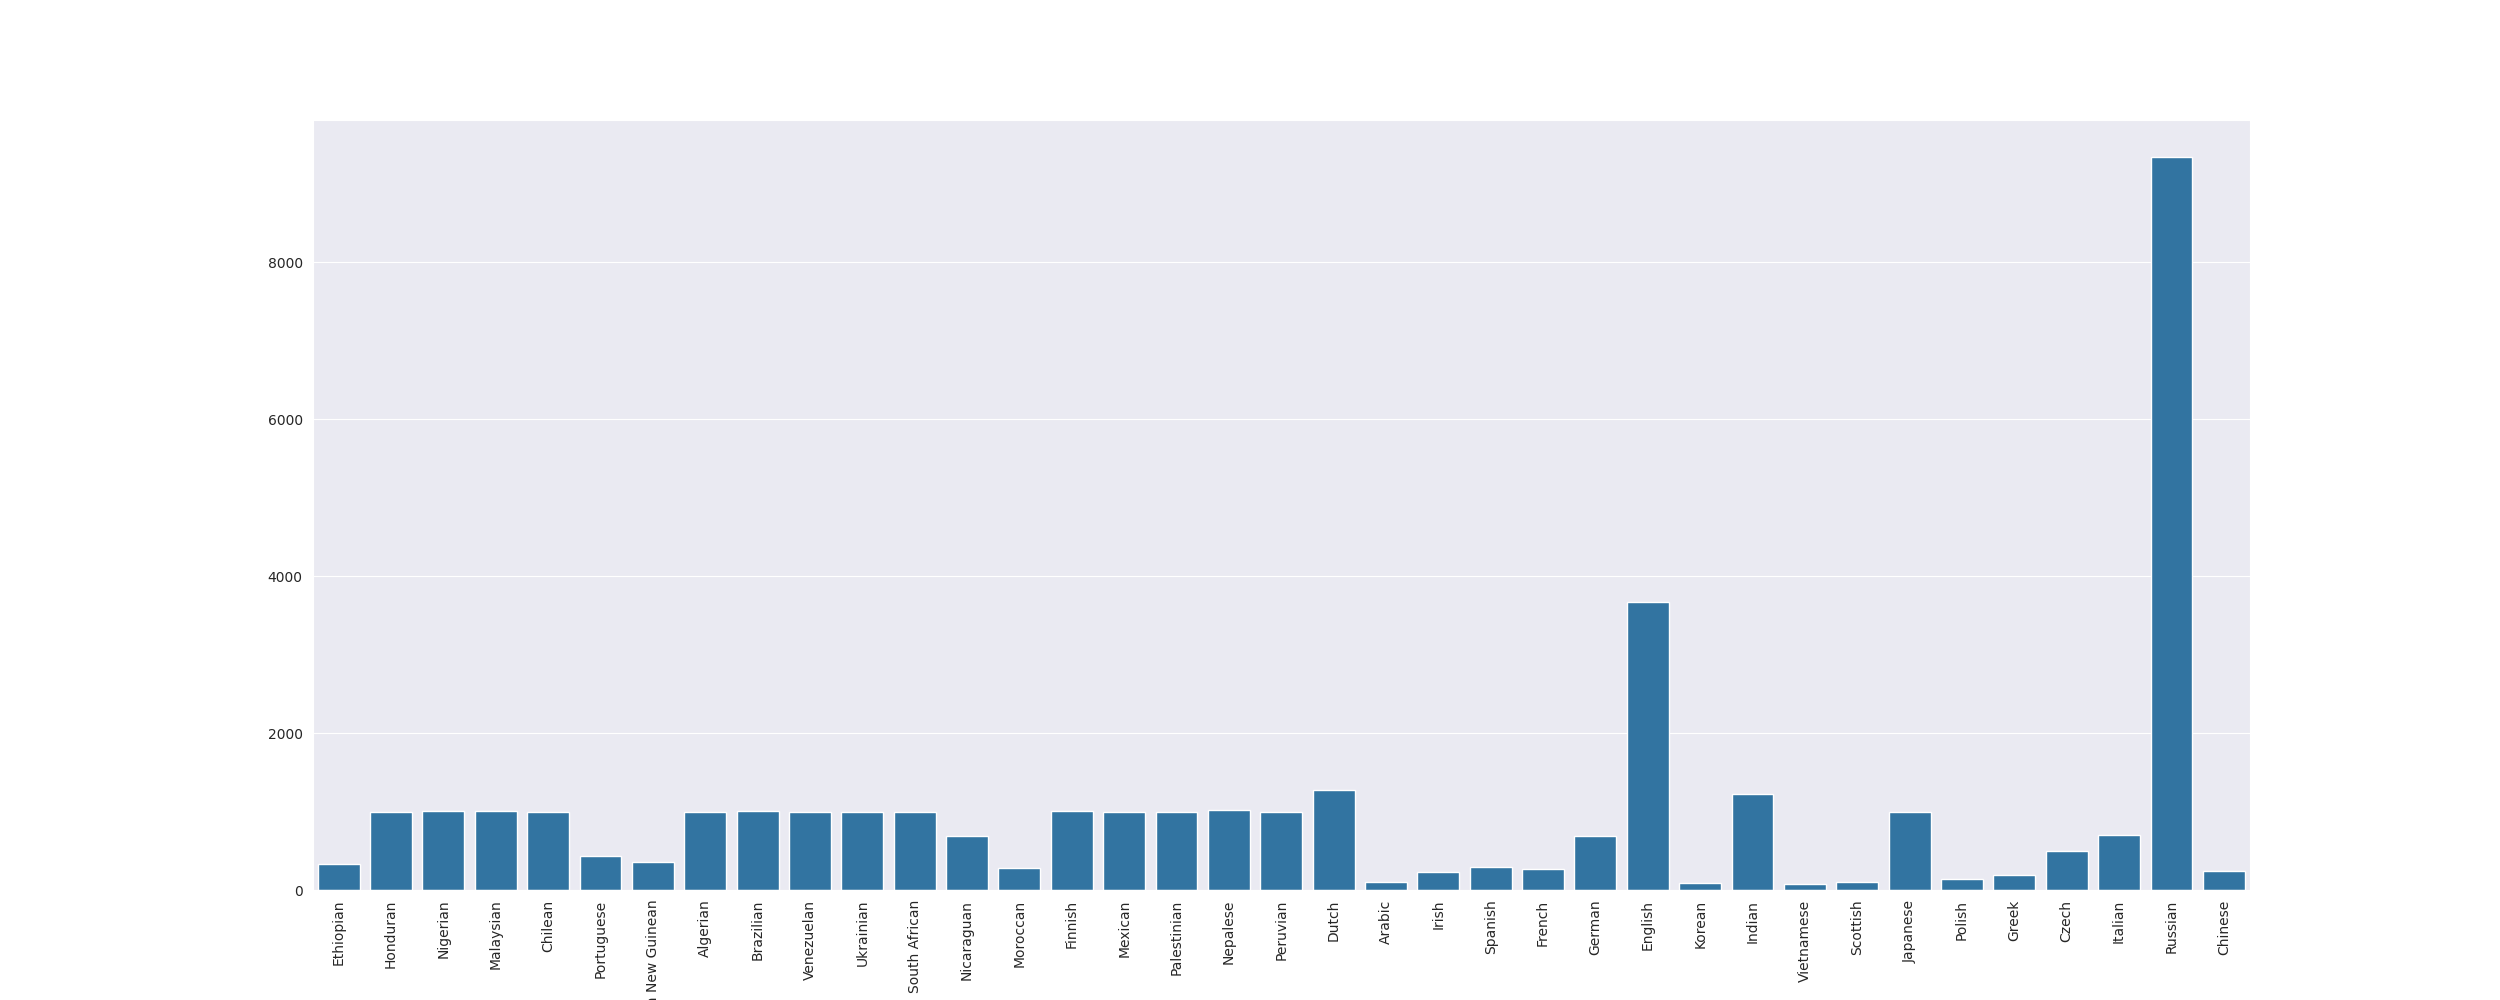 8000
6000
4000
2000
0
Ethiopian
Honduran
Nigerian
Malaysian
Chilean
Portuguese
New Guinean
Algerian
Brazilian
Venezuelan
Ukrainian
South African
Nicaraguan
Moroccan
Finnish
Mexican
Palestinian
Nepalese
Peruvian
Dutch
Arabic
Irish
Spanish
French
German
English
Korean
Indian
Vietnamese
Scottish
Japanese
Polish
Greek
Czech
Italian
Russian
Chinese